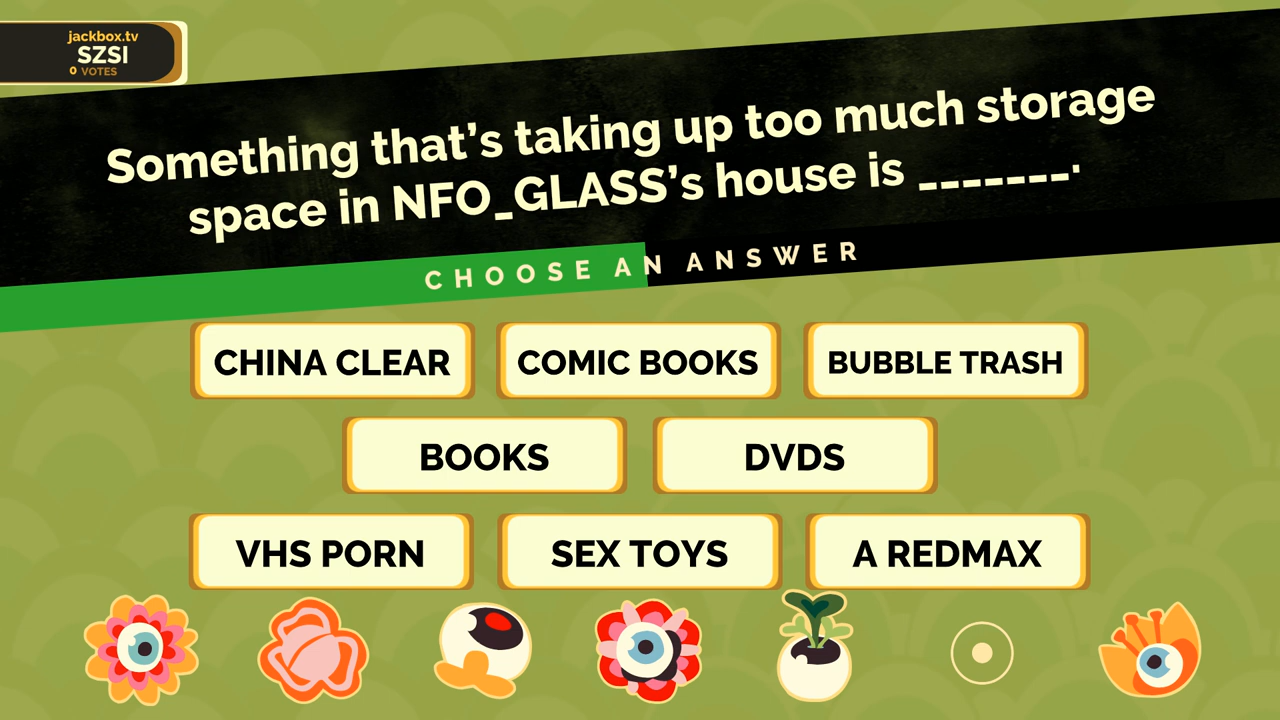 jackbox.tv
SZSI
0 VOTES
Something that's taking up too much storage
space in NFO_GLASS's house is _______.
CHOOSE AN ANSWER
CHINA CLEAR
COMIC BOOKS
BUBBLE TRASH
BOOKS
DVDS
VHS PORN
SEX TOYS
A REDMAX